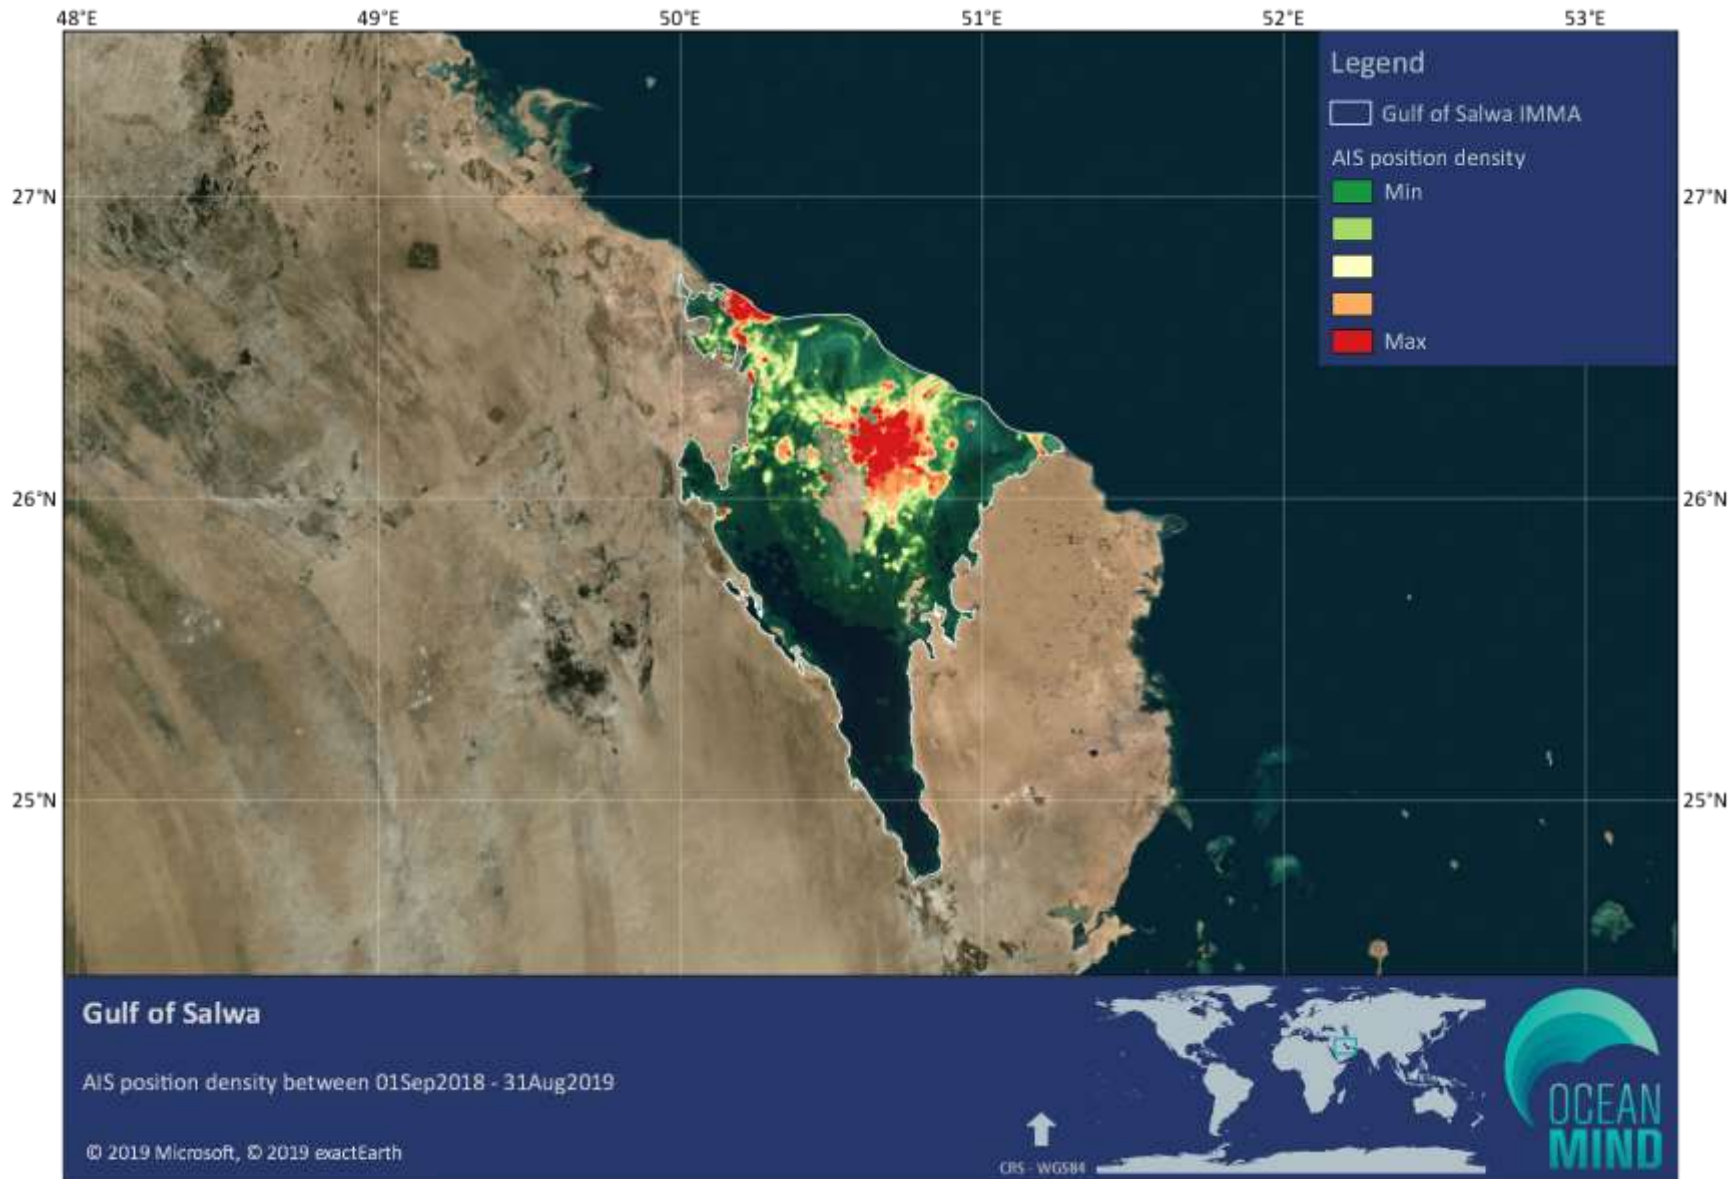 48°E 49°E 50°E 51°E 52°E 53°E
Legend
Gulf of Salwa IMMA
AIS position density
Min
Max
27°N 27°N
26°N 26°N
25°N 25°N
Gulf of Salwa
AIS position density between 01Sep2018 - 31Aug2019
© 2019 Microsoft, © 2019 exactEarth
CRS - WGS84
OCEAN
MIND